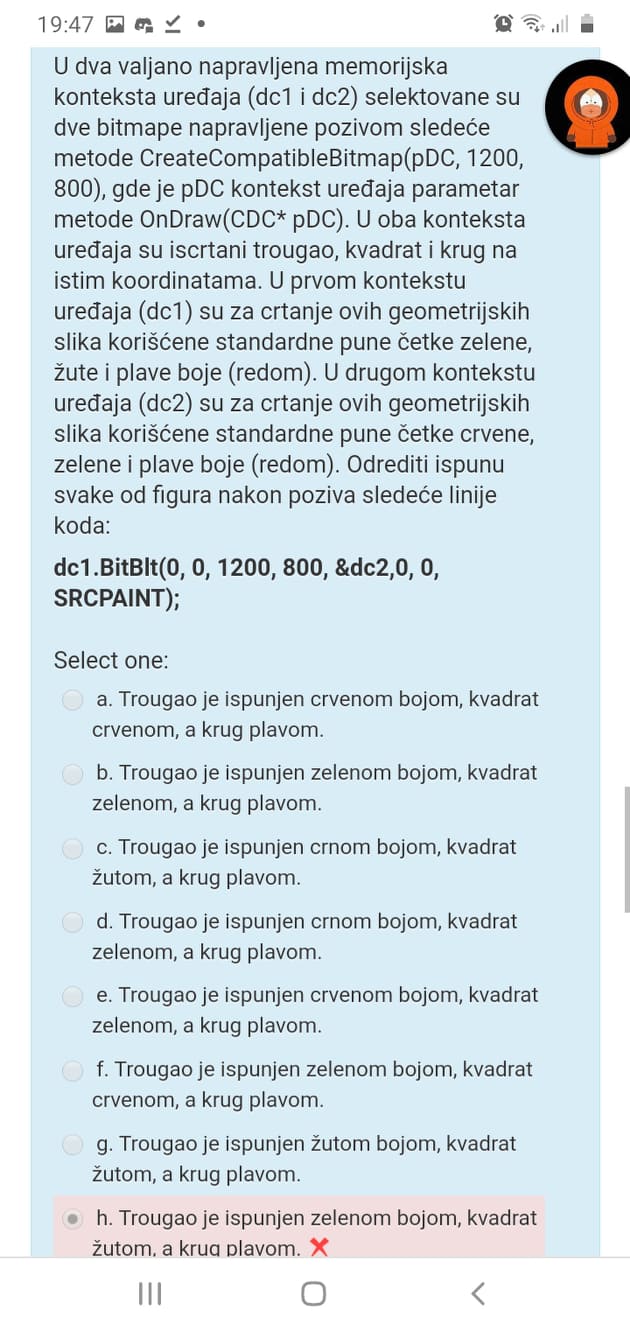 19:47
U dva valjano napravljena memorijska
konteksta uređaja (dc1 i dc2) selektovane su
dve bitmape napravljene pozivom sledeće
metode CreateCompatibleBitmap(pDC, 1200,
800), gde je pDC kontekst uređaja parametar
metode OnDraw(CDC* pDC). U oba konteksta
uređaja su iscrtani trougao, kvadrat i krug na
istim koordinatama. U prvom kontekstu
uređaja (dc1) su za crtanje ovih geometrijskih
slika korišćene standardne pune četke zelene,
žute i plave boje (redom). U drugom kontekstu
uređaja (dc2) su za crtanje ovih geometrijskih
slika korišćene standardne pune četke crvene,
zelene i plave boje (redom). Odrediti ispunu
svake od figura nakon poziva sledeće linije
koda:
dc1.BitBlt(0, 0, 1200, 800, &dc2,0, 0,
SRCPAINT);
Select one:
a. Trougao je ispunjen crvenom bojom, kvadrat
crvenom, a krug plavom.
b. Trougao je ispunjen zelenom bojom, kvadrat
zelenom, a krug plavom.
c. Trougao je ispunjen crnom bojom, kvadrat
žutom, a krug plavom.
d. Trougao je ispunjen crnom bojom, kvadrat
zelenom, a krug plavom.
e. Trougao je ispunjen crvenom bojom, kvadrat
zelenom, a krug plavom.
f. Trougao je ispunjen zelenom bojom, kvadrat
crvenom, a krug plavom.
g. Trougao je ispunjen žutom bojom, kvadrat
žutom, a krug plavom.
h. Trougao je ispunjen zelenom bojom, kvadrat
žutom, a krug plavom.